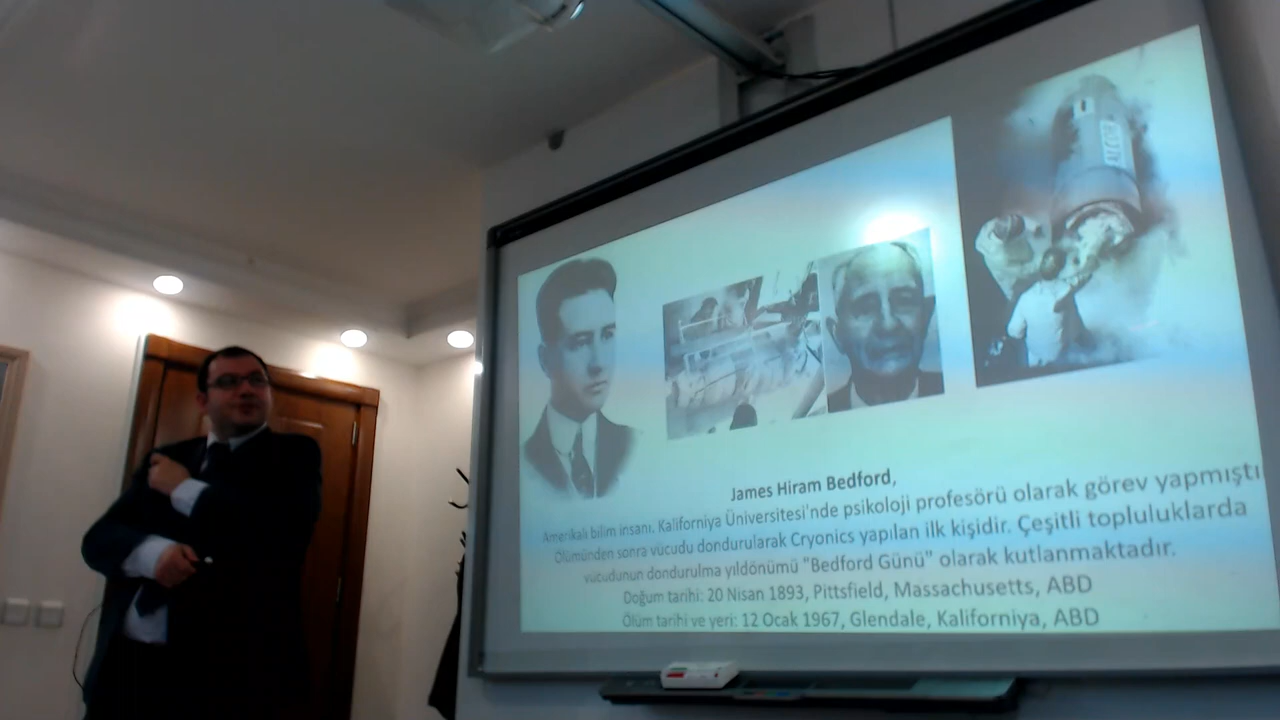 ALCOR
James Hiram Bedford,
Amerikalı bilim insanı. Kaliforniya Üniversitesi'nde psikoloji profesörü olarak görev yapmıştı
Ölümünden sonra vücudu dondurularak Cryonics yapılan ilk kişidir. Çeşitli topluluklarda
vücudunun dondurulma yıldönümü "Bedford Günü" olarak kutlanmaktadır.
Doğum tarihi: 20 Nisan 1893, Pittsfield, Massachusetts, ABD
Ölüm tarihi ve yeri: 12 Ocak 1967, Glendale, Kaliforniya, ABD